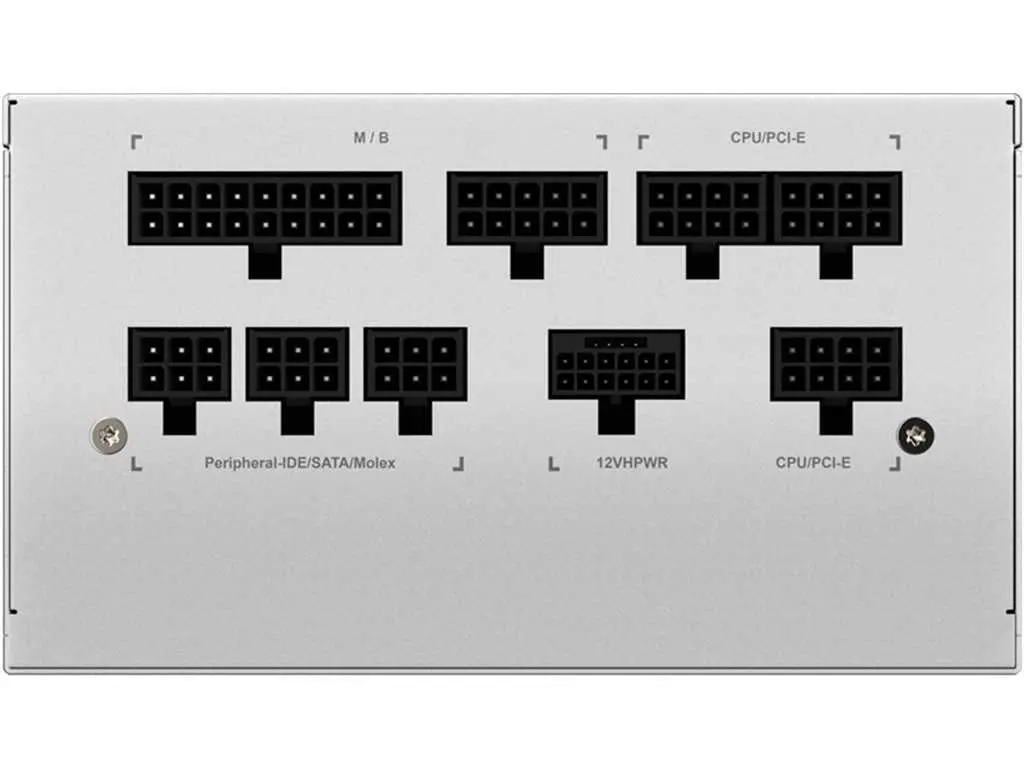 M / B
CPU/PCI-E
Peripheral-IDE/SATA/Molex
12VHPWR
CPU/PCI-E